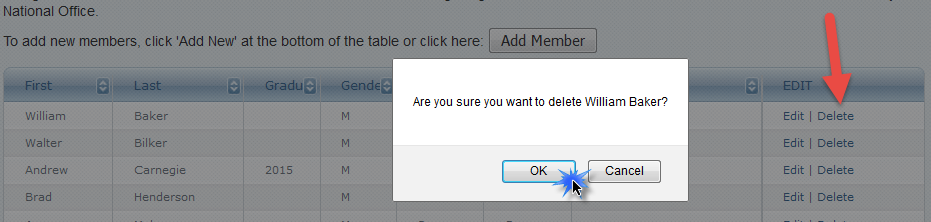 National Office.
To add new members, click 'Add New' at the bottom of the table or click here: Add Member
First Last Gradu Gende EDIT
Are you sure you want to delete William Baker?
William Baker M Edit | Delete
Walter Bilker Edit | Delete
Andrew Carnegie 2015 M Edit | Delete
OK Cancel
Brad Henderson M Edit | Delete